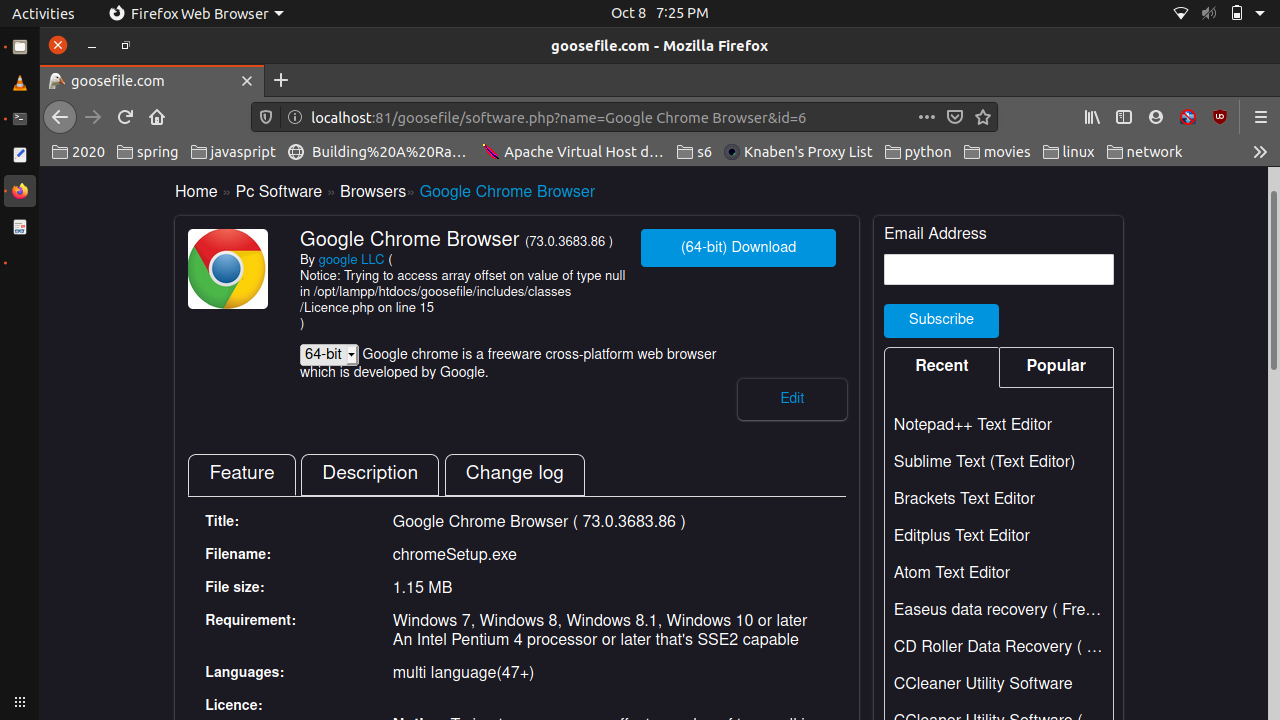 Activities
Firefox Web Browser
Oct 8 7:25 PM
goosefile.com - Mozilla Firefox
goosefile.com
localhost:81/goosefile/software.php?name=Google Chrome Browser&id=6
2020
spring
javascript
Building%20A%20Ra…
Apache Virtual Host d…
s6
Knaben's Proxy List
python
movies
linux
network
Home » Pc Software » Browsers» Google Chrome Browser
Google Chrome Browser (73.0.3683.86 )
By google LLC (
Notice: Trying to access array offset on value of type null
in /opt/lampp/htdocs/goosefile/includes/classes
/Licence.php on line 15
)
(64-bit) Download
64-bit Google chrome is a freeware cross-platform web browser
which is developed by Google.
Edit
Feature
Description
Change log
Title: Google Chrome Browser ( 73.0.3683.86 )
Filename: chromeSetup.exe
File size: 1.15 MB
Requirement: Windows 7, Windows 8, Windows 8.1, Windows 10 or later
An Intel Pentium 4 processor or later that's SSE2 capable
Languages: multi language(47+)
Licence:
Email Address
Subscribe
Recent
Popular
Notepad++ Text Editor
Sublime Text (Text Editor)
Brackets Text Editor
Editplus Text Editor
Atom Text Editor
Easeus data recovery ( Fre…
CD Roller Data Recovery ( …
CCleaner Utility Software
CCleaner Utility Software (